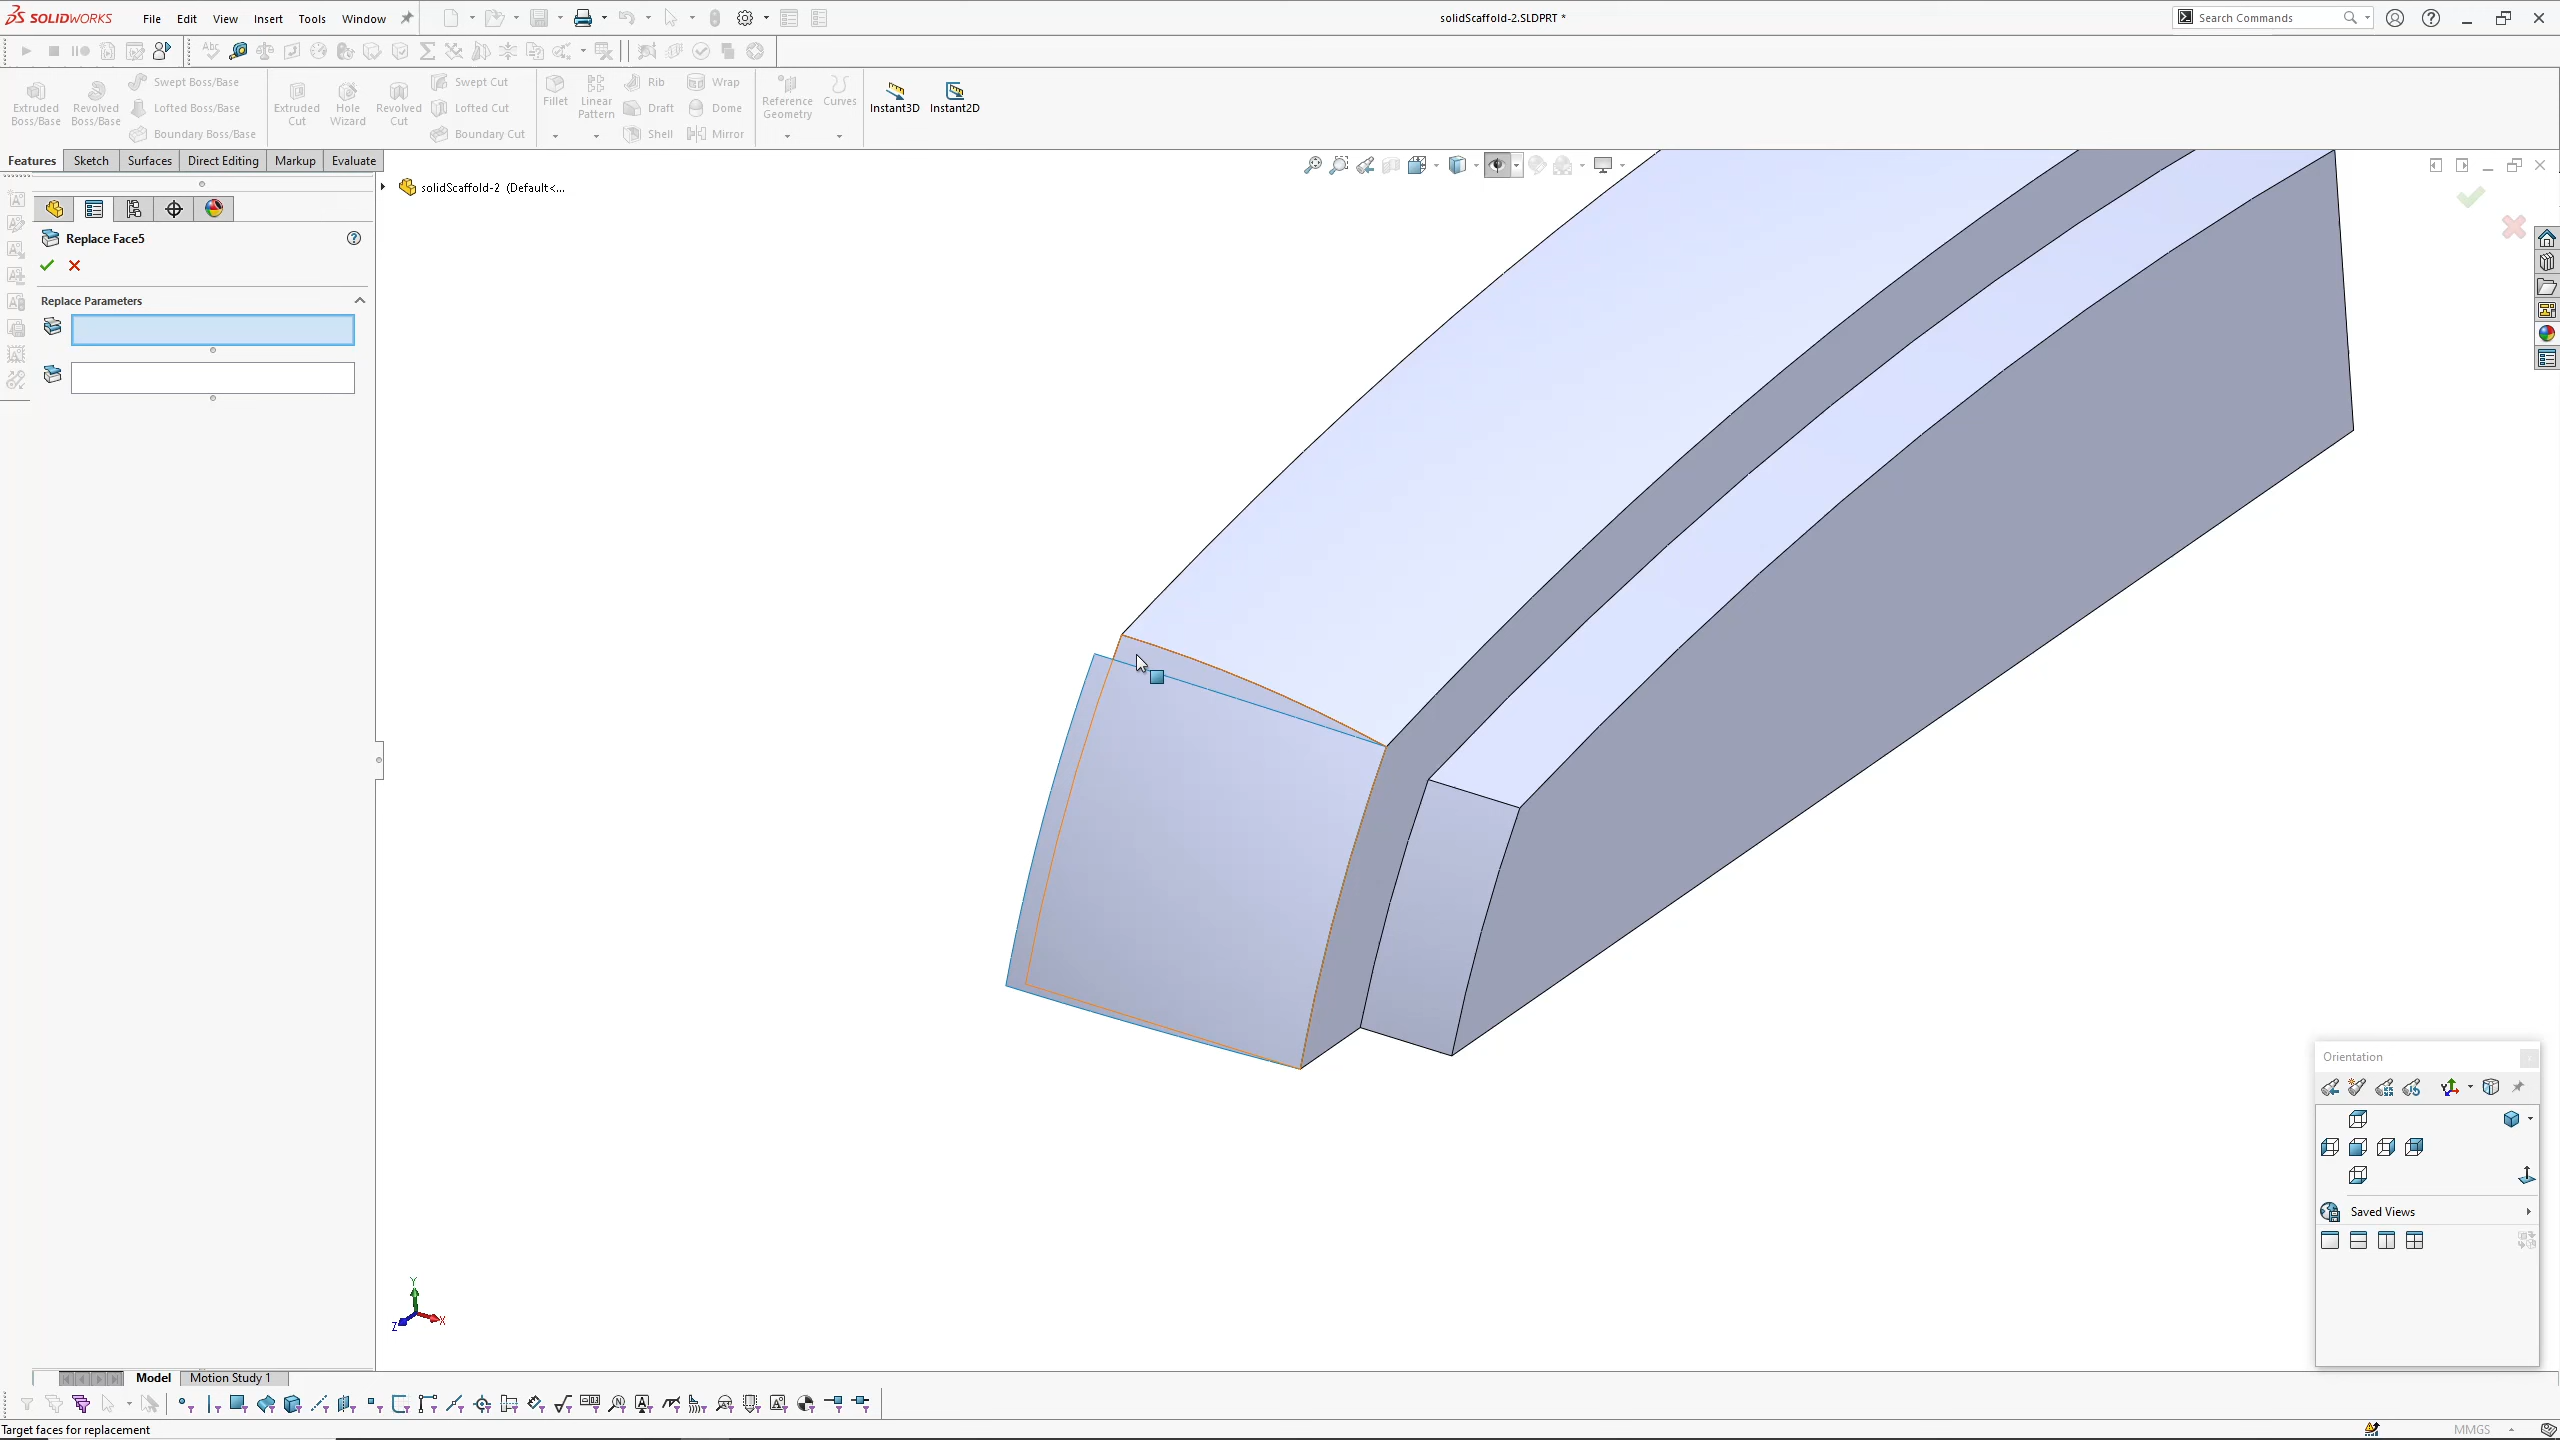 SOLIDWORKS File Edit View Insert Tools Window
solidScaffold-2.SLDPRT *
Search Commands
Extruded Boss/Base
Revolved Boss/Base
Swept Boss/Base
Lofted Boss/Base
Boundary Boss/Base
Extruded Cut
Hole Wizard
Revolved Cut
Swept Cut
Lofted Cut
Boundary Cut
Fillet
Linear Pattern
Rib
Draft
Shell
Wrap
Dome
Mirror
Reference Geometry
Curves
Instant3D
Instant2D
Features Sketch Surfaces Direct Editing Markup Evaluate
solidScaffold-2 (Default<...
Replace Face5
Replace Parameters
Orientation
Saved Views
Y
X
Z
Model Motion Study 1
Target faces for replacement
MMGS